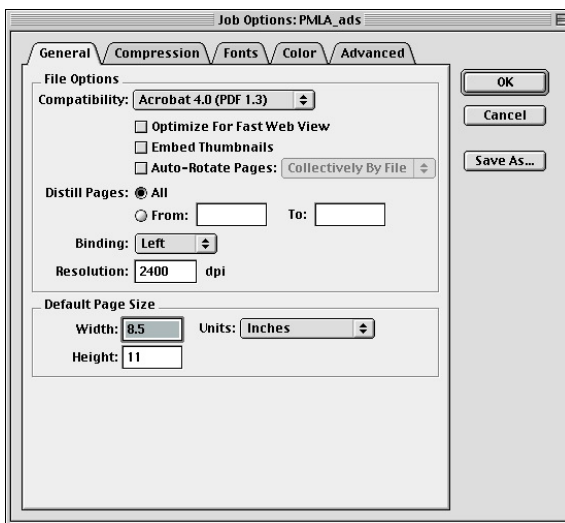 Job Options: PMLA_ads
General Compression Fonts Color Advanced
File Options
Compatibility: Acrobat 4.0 (PDF 1.3)
Optimize For Fast Web View
Embed Thumbnails
Auto-Rotate Pages: Collectively By File
Distill Pages: All
From: To:
Binding: Left
Resolution: 2400 dpi
Default Page Size
Width: 8.5 Units: Inches
Height: 11
OK
Cancel
Save As...